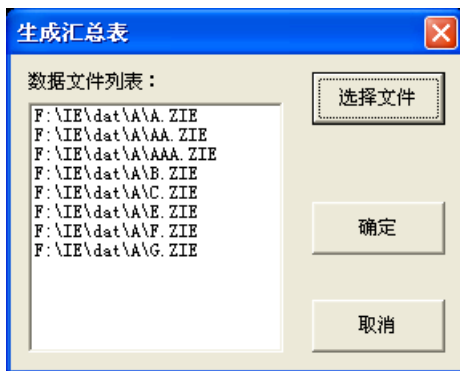 生成汇总表
数据文件列表：
选择文件
F:\IE\dat\A\A.ZIE
F:\IE\dat\A\AA.ZIE
F:\IE\dat\A\AAA.ZIE
F:\IE\dat\A\B.ZIE
F:\IE\dat\A\C.ZIE
F:\IE\dat\A\E.ZIE
F:\IE\dat\A\F.ZIE
F:\IE\dat\A\G.ZIE
确定
取消